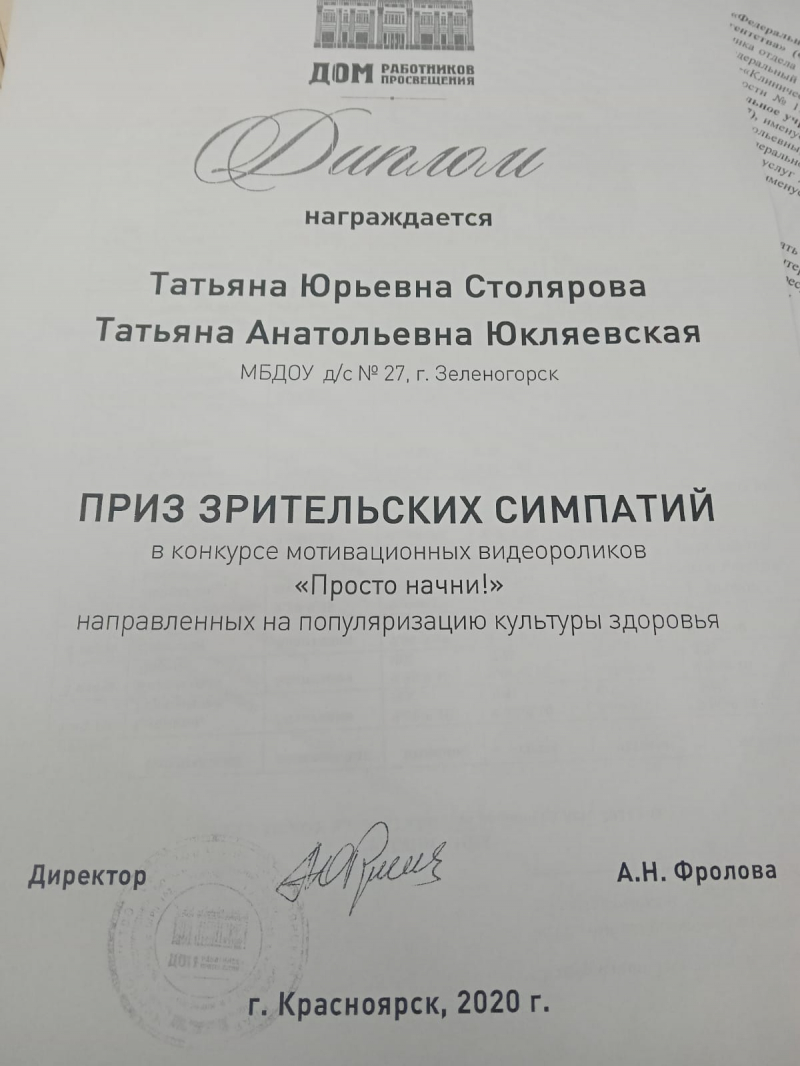 ДОМ РАБОТНИКОВ
ПРОСВЕЩЕНИЯ
Диплом
награждается
Татьяна Юрьевна Столярова
Татьяна Анатольевна Юкляевская
МБДОУ д/с № 27, г. Зеленогорск
ПРИЗ ЗРИТЕЛЬСКИХ СИМПАТИЙ
в конкурсе мотивационных видеороликов
«Просто начни!»
направленных на популяризацию культуры здоровья
Директор
А.Н. Фролова
г. Красноярск, 2020 г.